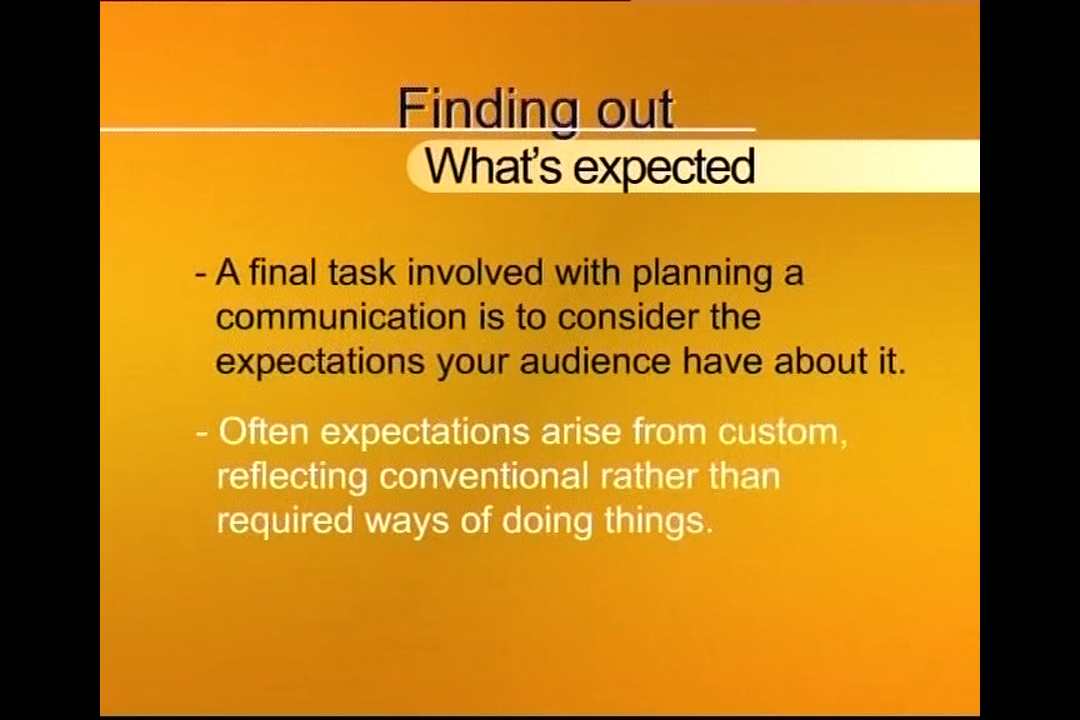 Finding out
What's expected
- A final task involved with planning a
communication is to consider the
expectations your audience have about it.
- Often expectations arise from custom,
reflecting conventional rather than
required ways of doing things.